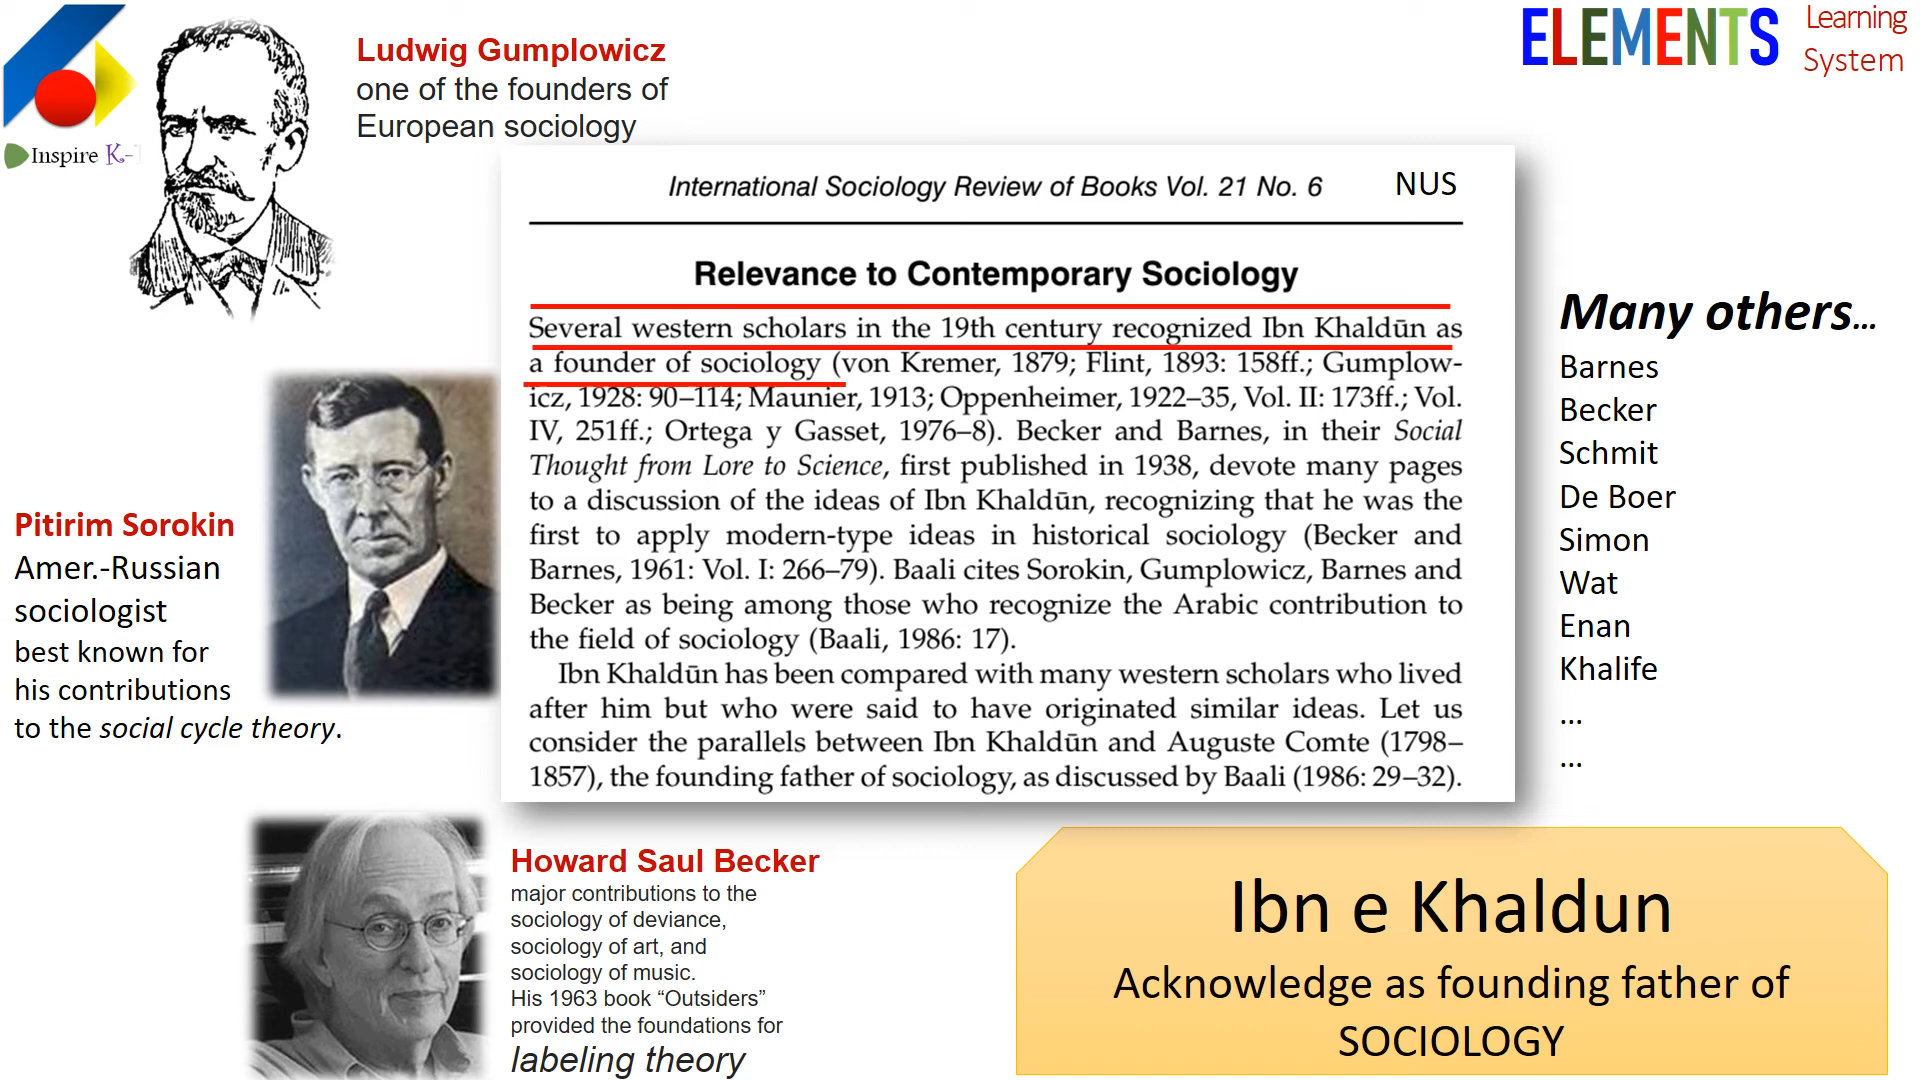 Inspire K-
Ludwig Gumplowicz
one of the founders of
European sociology
ELEMENTS Learning
System
International Sociology Review of Books Vol. 21 No. 6 NUS
Relevance to Contemporary Sociology
Several western scholars in the 19th century recognized Ibn Khaldūn as
a founder of sociology (von Kremer, 1879; Flint, 1893: 158ff.; Gumplow-
icz, 1928: 90–114; Maunier, 1913; Oppenheimer, 1922–35, Vol. II: 173ff.; Vol.
IV, 251ff.; Ortega y Gasset, 1976–8). Becker and Barnes, in their Social
Thought from Lore to Science, first published in 1938, devote many pages
to a discussion of the ideas of Ibn Khaldūn, recognizing that he was the
first to apply modern-type ideas in historical sociology (Becker and
Barnes, 1961: Vol. I: 266–79). Baali cites Sorokin, Gumplowicz, Barnes and
Becker as being among those who recognize the Arabic contribution to
the field of sociology (Baali, 1986: 17).
Ibn Khaldūn has been compared with many western scholars who lived
after him but who were said to have originated similar ideas. Let us
consider the parallels between Ibn Khaldūn and Auguste Comte (1798–
1857), the founding father of sociology, as discussed by Baali (1986: 29–32).
Many others...
Barnes
Becker
Schmit
De Boer
Simon
Wat
Enan
Khalife
...
...
Pitirim Sorokin
Amer.-Russian
sociologist
best known for
his contributions
to the social cycle theory.
Howard Saul Becker
major contributions to the
sociology of deviance,
sociology of art, and
sociology of music.
His 1963 book “Outsiders”
provided the foundations for
labeling theory
Ibn e Khaldun
Acknowledge as founding father of
SOCIOLOGY